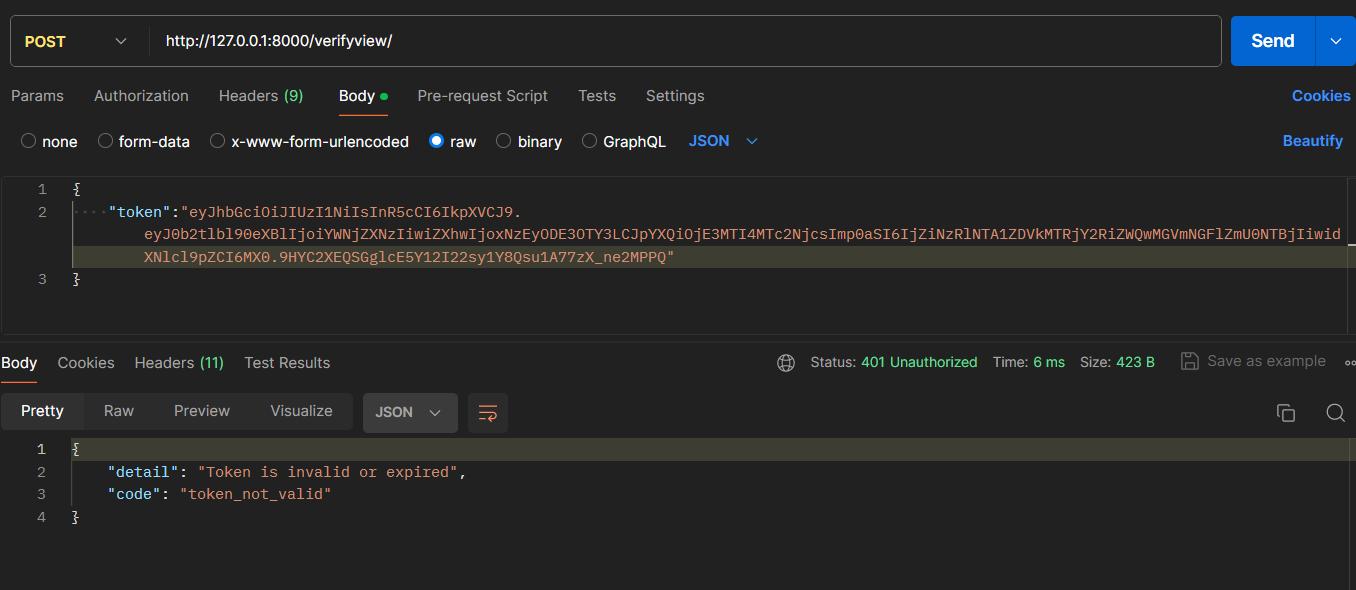 POST http://127.0.0.1:8000/verifyview/ Send
Params Authorization Headers (9) Body Pre-request Script Tests Settings Cookies
none form-data x-www-form-urlencoded raw binary GraphQL JSON Beautify
1 {
2 "token":"eyJhbGciOiJIUzI1NiIsInR5cCI6IkpXVCJ9.
eyJ0b2tlbl90eXBlIjoiYWNjZXNzIiwiZXhwIjoxNzEyODE3OTY3LCJpYXQiOjE3MTI4MTc2NjcsImp0aSI6IjZiNzRlNTA1ZDVkMTRjY2RiZWQwMGVmNGFlZmU0NTBjIiwid
XNlcl9pZCI6MX0.9HYC2XEQSGglcE5Y12I22sy1Y8Qsu1A77zX_ne2MPPQ"
3 }
Body Cookies Headers (11) Test Results Status: 401 Unauthorized Time: 6 ms Size: 423 B Save as example
Pretty Raw Preview Visualize JSON
1 {
2 "detail": "Token is invalid or expired",
3 "code": "token_not_valid"
4 }